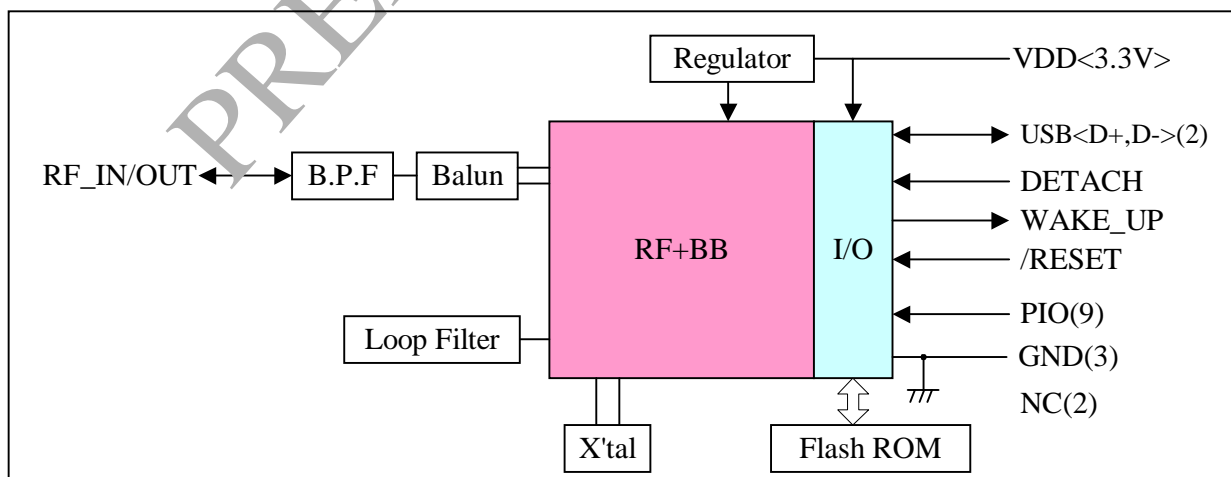 PRE
Regulator
VDD<3.3V>
USB<D+,D->(2)
RF_IN/OUT
B.P.F
Balun
DETACH
WAKE_UP
RF+BB
I/O
/RESET
PIO(9)
Loop Filter
GND(3)
NC(2)
X'tal
Flash ROM